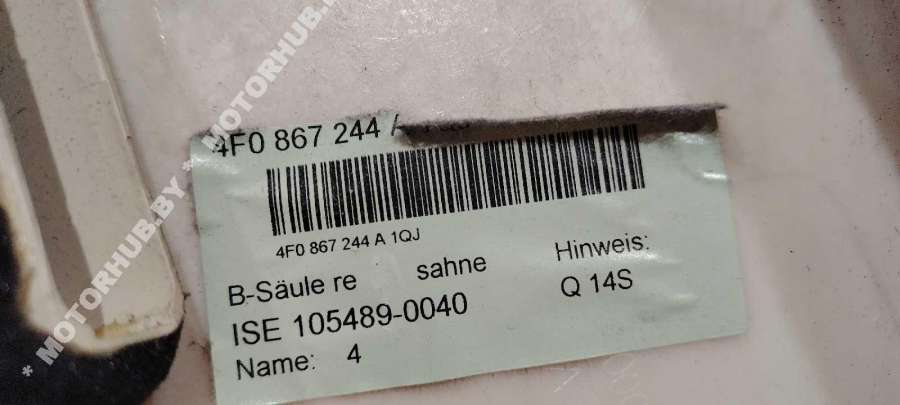 4F0 867 244
4F0 867 244 A 1QJ
B-Säule re sahne
Hinweis:
ISE 105489-0040
Q 14S
Name: 4
* MOTORHUB.BY * MOTORHUB